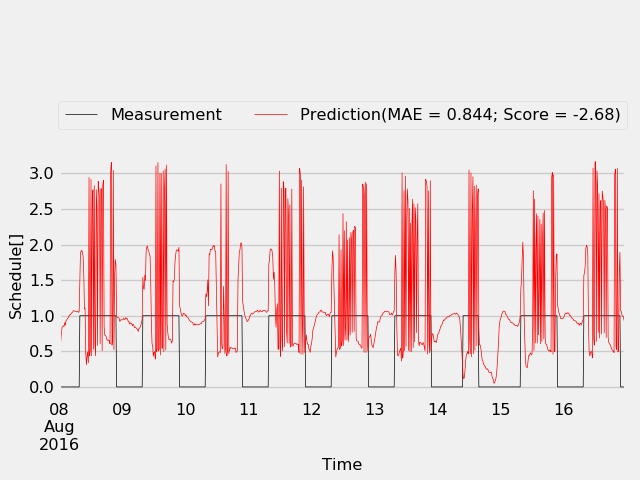 Measurement
Prediction(MAE = 0.844; Score = -2.68)
Schedule[]
3.0
2.5
2.0
1.5
1.0
0.5
0.0
08 09 10 11 12 13 14 15 16
Aug
2016
Time